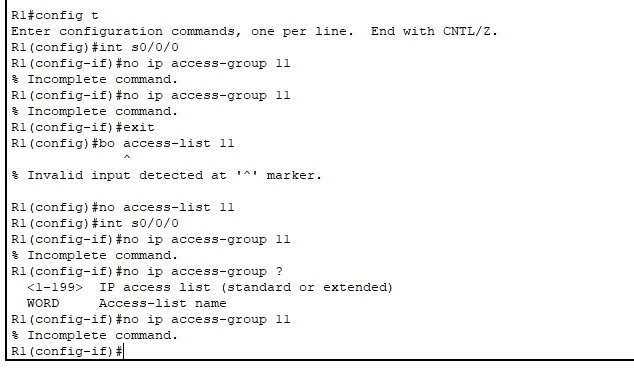 R1#config t
Enter configuration commands, one per line.  End with CNTL/Z.
R1(config)#int s0/0/0
R1(config-if)#no ip access-group 11
% Incomplete command.
R1(config-if)#no ip access-group 11
% Incomplete command.
R1(config-if)#exit
R1(config)#bo access-list 11
              ^
% Invalid input detected at '^' marker.

R1(config)#no access-list 11
R1(config)#int s0/0/0
R1(config-if)#no ip access-group 11
% Incomplete command.
R1(config-if)#no ip access-group ?
  <1-199>  IP access list (standard or extended)
  WORD     Access-list name
R1(config-if)#no ip access-group 11
% Incomplete command.
R1(config-if)#